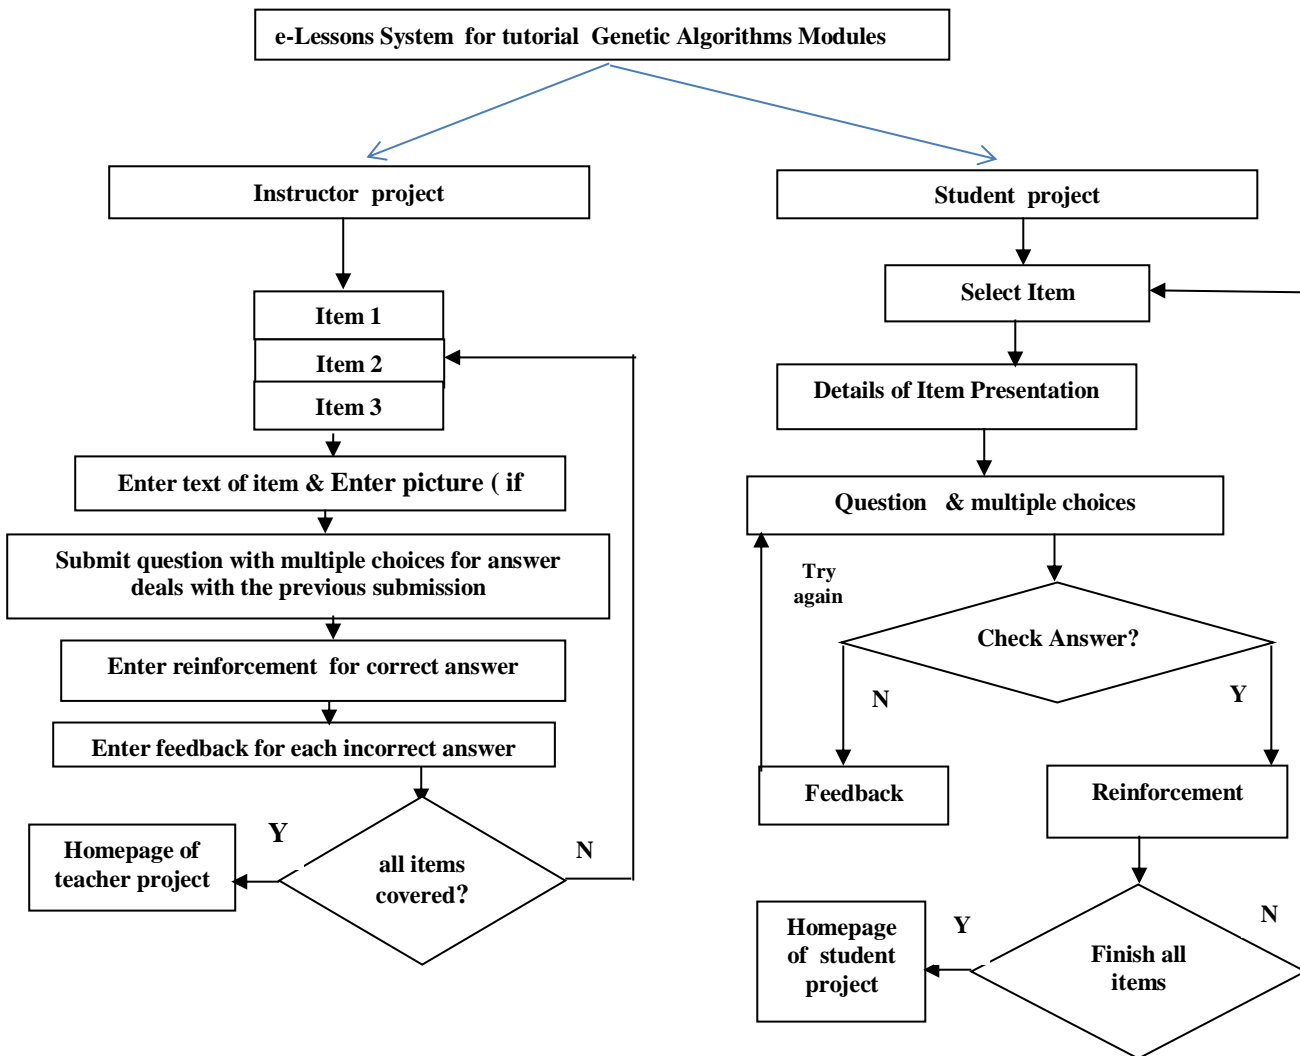 e-Lessons System for tutorial Genetic Algorithms Modules
Instructor project
Item 1
Item 2
Item 3
Enter text of item & Enter picture ( if
Submit question with multiple choices for answer
deals with the previous submission
Enter reinforcement for correct answer
Enter feedback for each incorrect answer
all items
covered?
Y
N
Homepage of
teacher project
Student project
Select Item
Details of Item Presentation
Question & multiple choices
Try
again
Check Answer?
N
Y
Feedback
Reinforcement
Finish all
items
Y
N
Homepage
of student
project